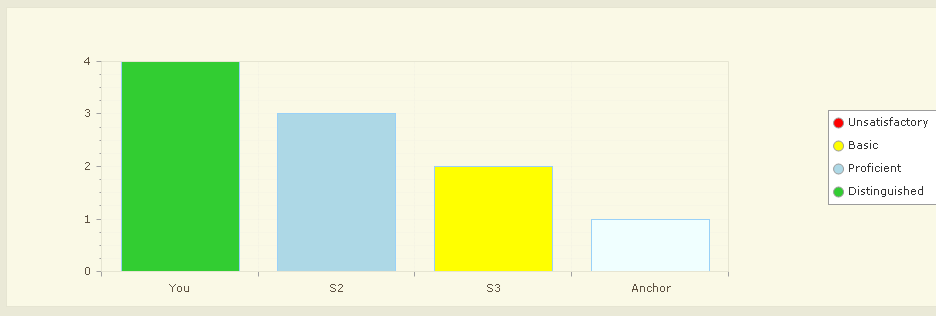 4
3
2
1
0
You S2 S3 Anchor
Unsatisfactory
Basic
Proficient
Distinguished